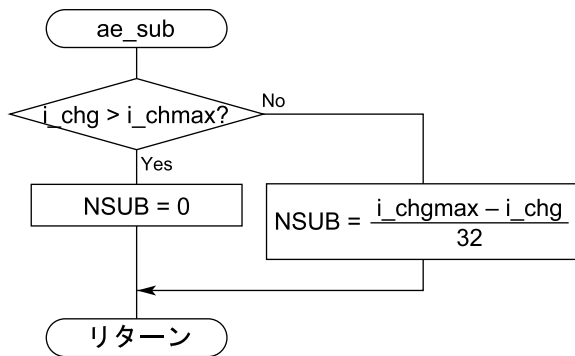 ae_sub
i_chg > i_chmax?
No
Yes
NSUB = 0
NSUB = i_chgmax – i_chg
32
リターン